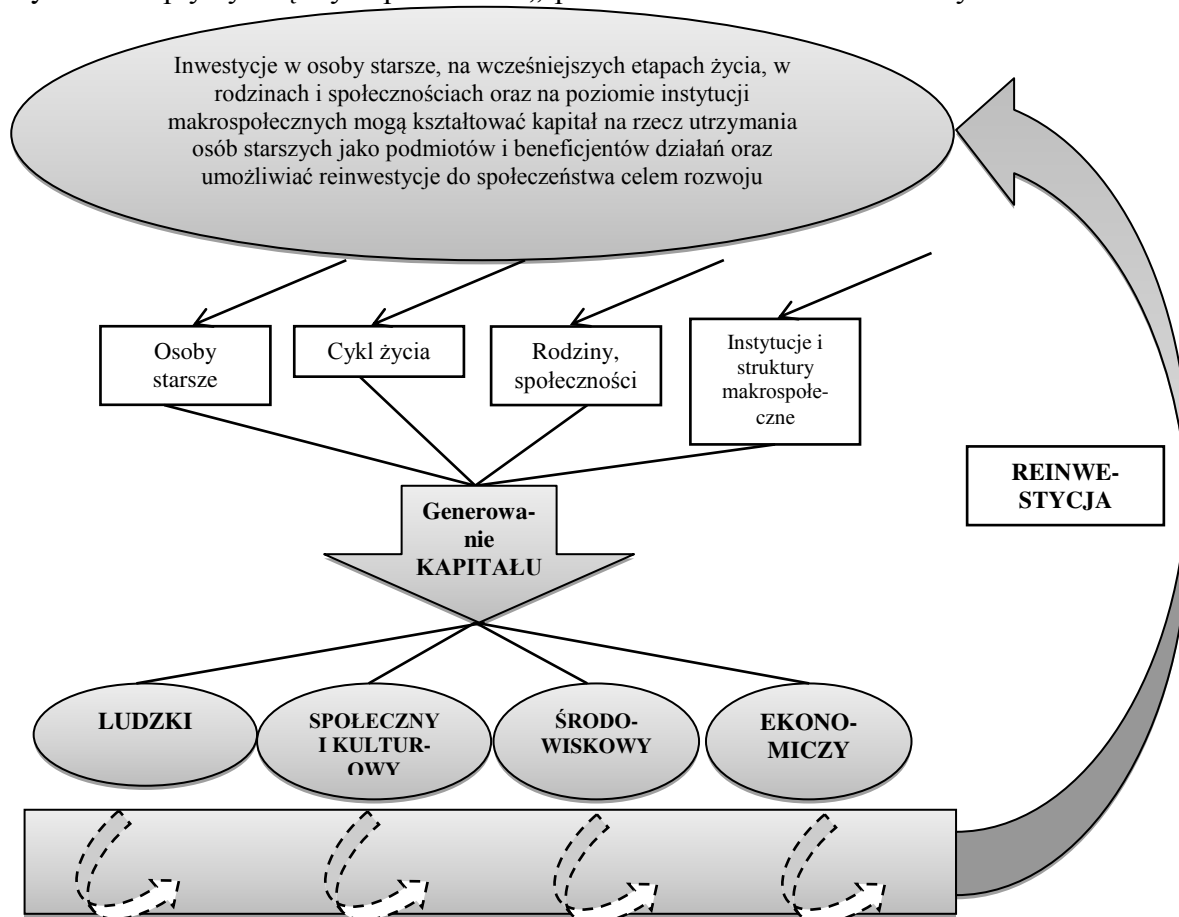 Inwestycje w osoby starsze, na wcześniejszych etapach życia, w
rodzinach i społecznościach oraz na poziomie instytucji
makrospołecznych mogą kształtować kapitał na rzecz utrzymania
osób starszych jako podmiotów i beneficjentów działań oraz
umożliwiać reinwestycje do społeczeństwa celem rozwoju
Osoby
starsze
Cykl życia
Rodziny,
społeczności
Instytucje i
struktury
makrospołe-
czne
REINWE-
STYCJA
Generowa-
nie
KAPITAŁU
LUDZKI
SPOŁECZNY
I KULTUR-
OWY
ŚRODO-
WISKOWY
EKONO-
MICZY